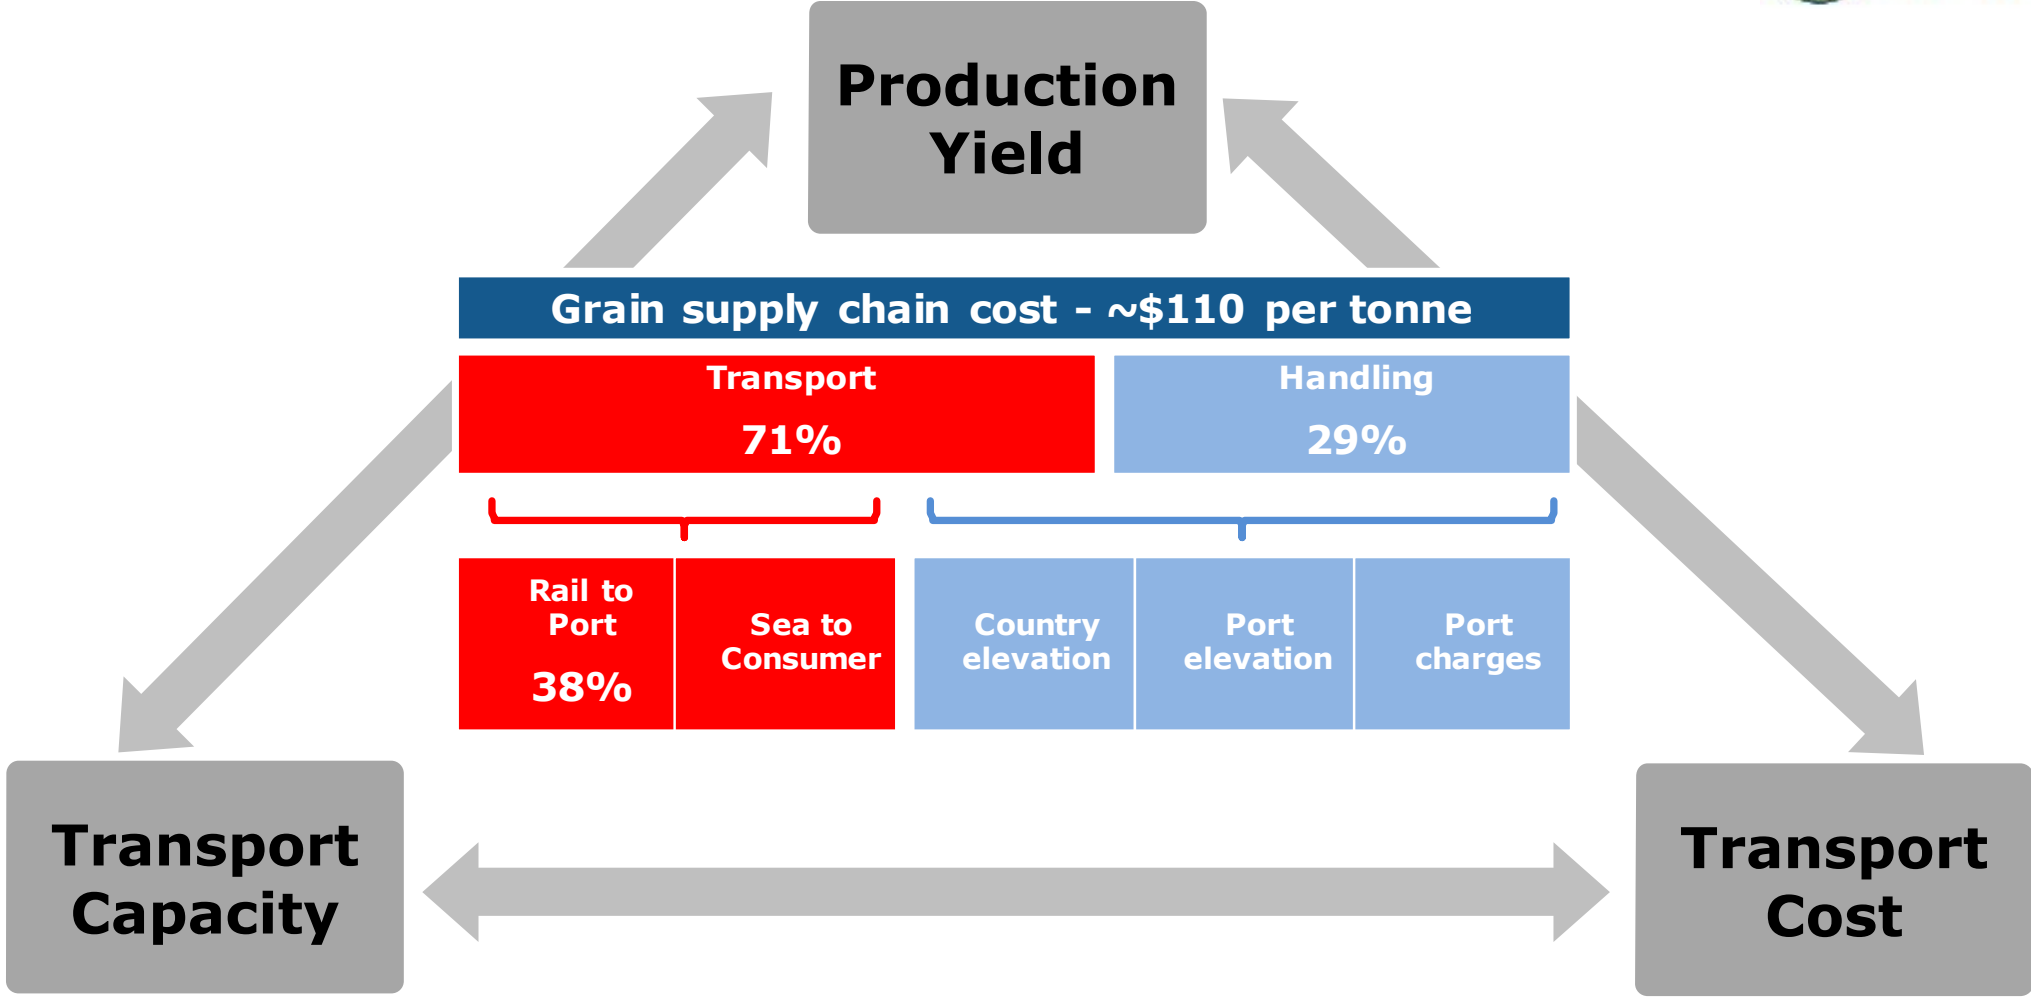 Production
Yield
Grain supply chain cost - ~$110 per tonne
Transport
71%
Handling
29%
Rail to
Port
38%
Sea to
Consumer
Country
elevation
Port
elevation
Port
charges
Transport
Capacity
Transport
Cost